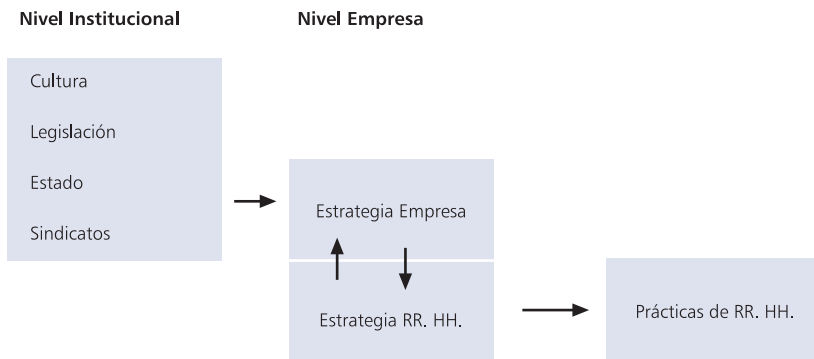 Nivel Institucional
Nivel Empresa
Cultura
Legislación
Estado
Sindicatos
Estrategia Empresa
Estrategia RR. HH.
Prácticas de RR. HH.